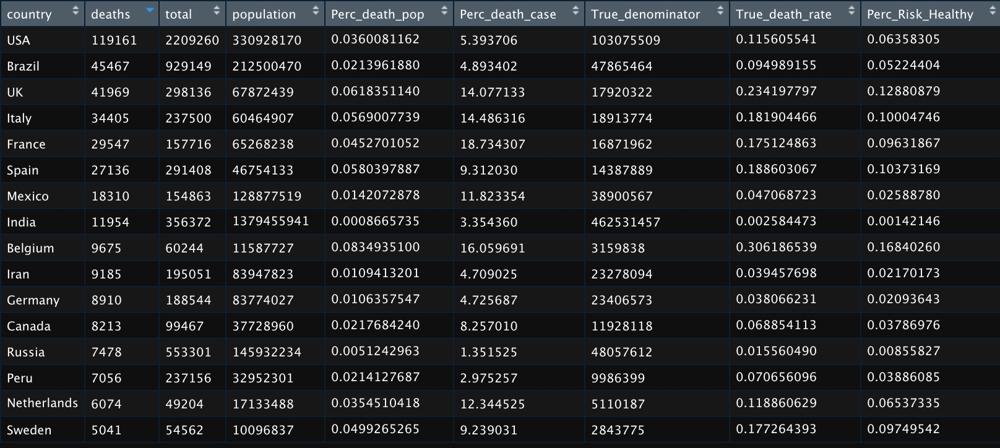 country deaths total population Perc_death_pop Perc_death_case True_denominator True_death_rate Perc_Risk_Healthy
USA 119161 2209260 330928170 0.0360081162 5.393706 103075509 0.115605541 0.06358305
Brazil 45467 929149 212500470 0.0213961880 4.893402 47865464 0.094989155 0.05224404
UK 41969 298136 67872439 0.0618351140 14.077133 17920322 0.234197797 0.12880879
Italy 34405 237500 60464907 0.0569007739 14.486316 18913774 0.181904466 0.10004746
France 29547 157716 65268238 0.0452701052 18.734307 16871962 0.175124863 0.09631867
Spain 27136 291408 46754133 0.0580397887 9.312030 14387889 0.188603067 0.10373169
Mexico 18310 154863 128877519 0.0142072878 11.823354 38900567 0.047068723 0.02588780
India 11954 356372 1379455941 0.0008665735 3.354360 462531457 0.002584473 0.00142146
Belgium 9675 60244 11587727 0.0834935100 16.059691 3159838 0.306186539 0.16840260
Iran 9185 195051 83947823 0.0109413201 4.709025 23278094 0.039457698 0.02170173
Germany 8910 188544 83774027 0.0106357547 4.725687 23406573 0.038066231 0.02093643
Canada 8213 99467 37728960 0.0217684240 8.257010 11928118 0.068854113 0.03786976
Russia 7478 553301 145932234 0.0051242963 1.351525 48057612 0.015560490 0.00855827
Peru 7056 237156 32952301 0.0214127687 2.975257 9986399 0.070656096 0.03886085
Netherlands 6074 49204 17133488 0.0354510418 12.344525 5110187 0.118860629 0.06537335
Sweden 5041 54562 10096837 0.0499265265 9.239031 2843775 0.177264393 0.09749542